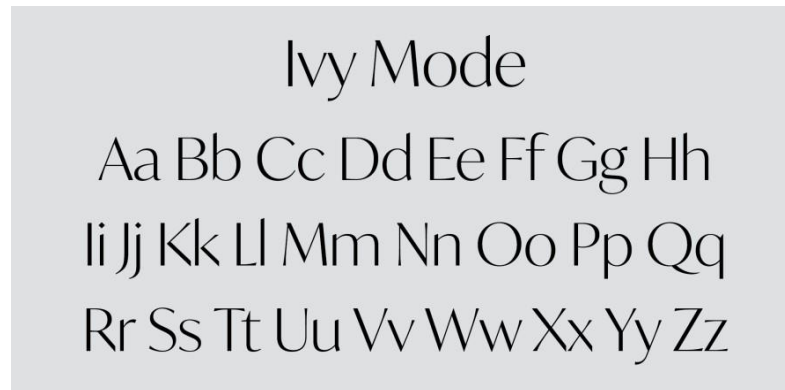 Ivy Mode
Aa Bb Cc Dd Ee Ff Gg Hh
Ii Jj Kk Ll Mm Nn Oo Pp Qq
Rr Ss Tt Uu Vv Ww Xx Yy Zz